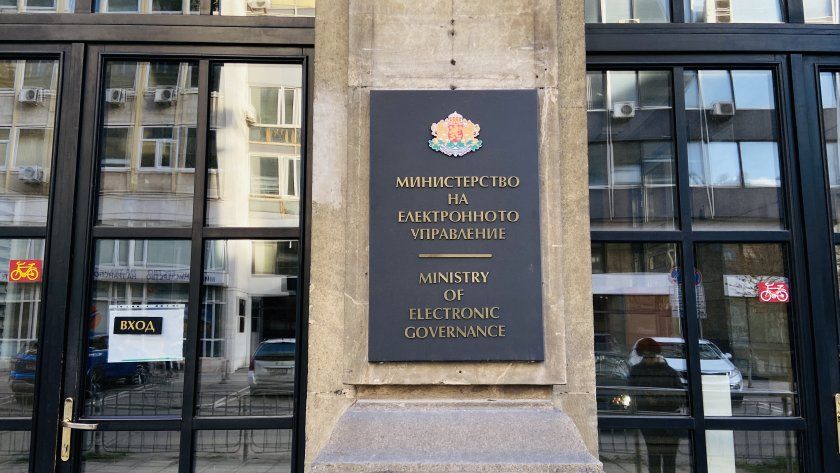 МИНИСТЕРСТВО
НА
ЕЛЕКТРОННОТО
УПРАВЛЕНИЕ
MINISTRY
OF
ELECTRONIC
GOVERNANCE
ВХОД